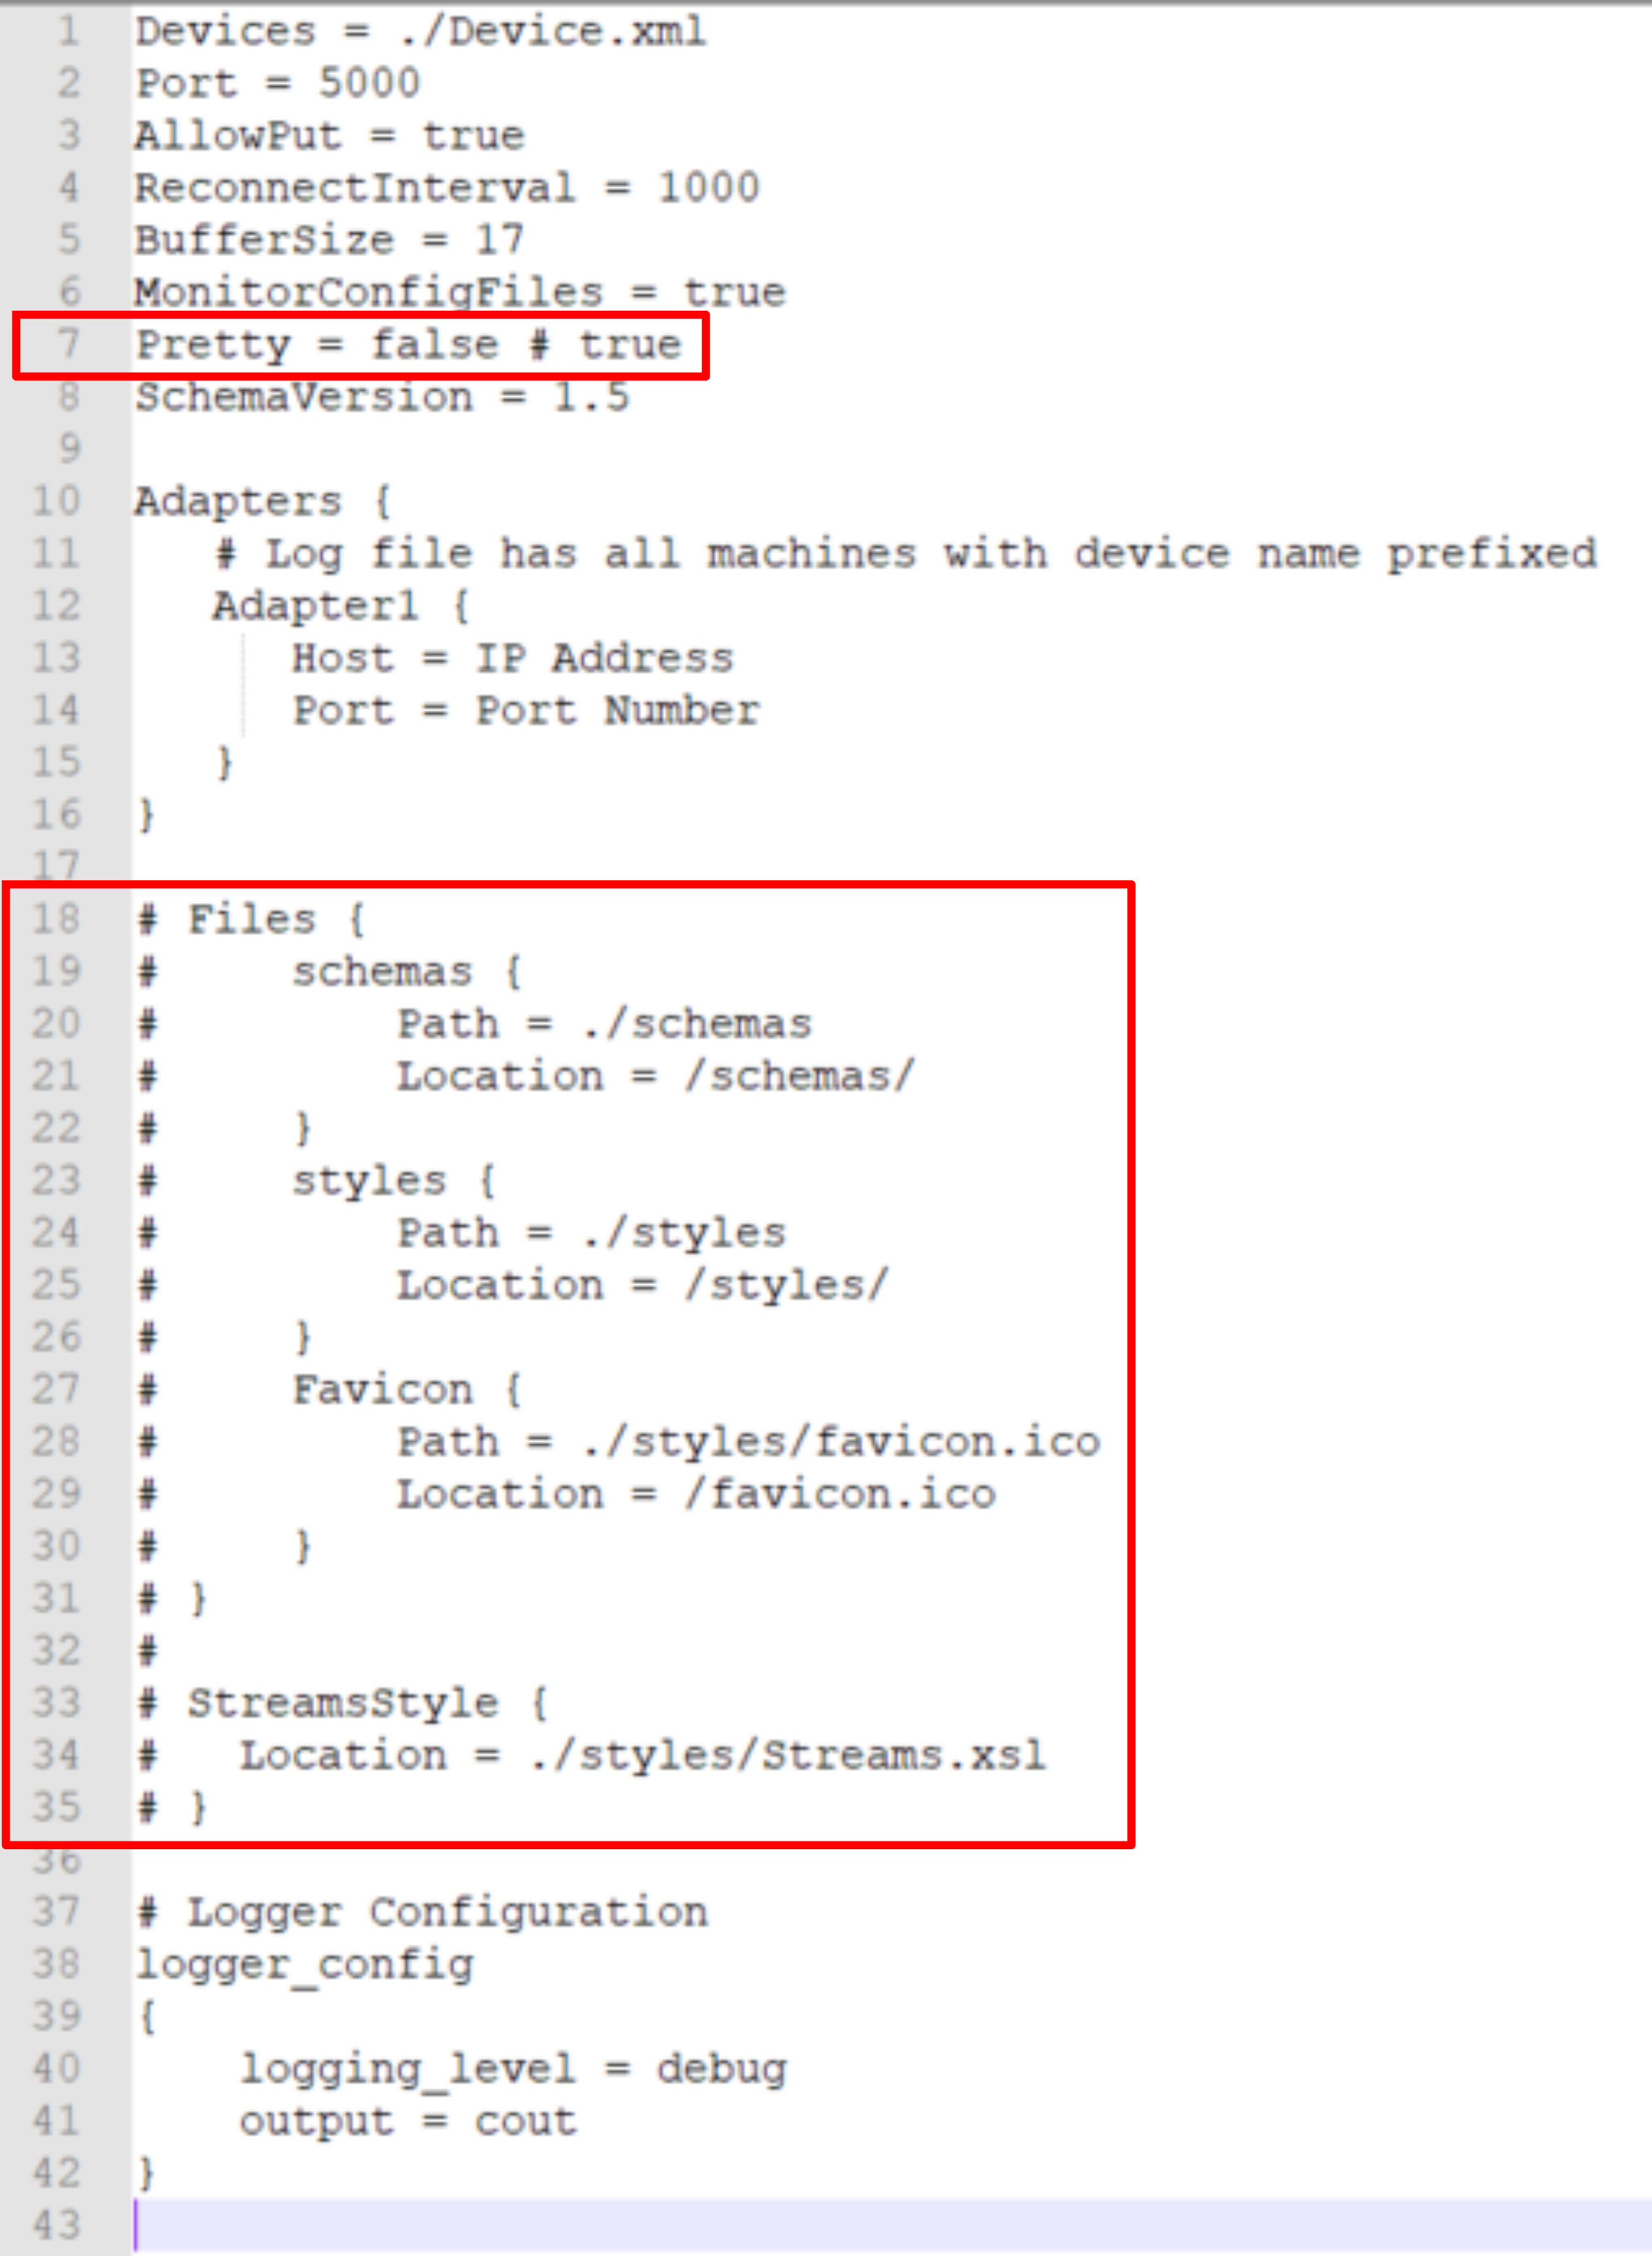 1 Devices = ./Device.xml
2 Port = 5000
3 AllowPut = true
4 ReconnectInterval = 1000
5 BufferSize = 17
6 MonitorConfigFiles = true
7 Pretty = false # true
8 SchemaVersion = 1.5
9
10 Adapters {
11    # Log file has all machines with device name prefixed
12    Adapter1 {
13       Host = IP Address
14       Port = Port Number
15    }
16 }
17
18 # Files {
19 #     schemas {
20 #         Path = ./schemas
21 #         Location = /schemas/
22 #     }
23 #     styles {
24 #         Path = ./styles
25 #         Location = /styles/
26 #     }
27 #     Favicon {
28 #         Path = ./styles/favicon.ico
29 #         Location = /favicon.ico
30 #     }
31 # }
32 #
33 # StreamsStyle {
34 #   Location = ./styles/Streams.xsl
35 # }
36
37 # Logger Configuration
38 logger_config
39 {
40     logging_level = debug
41     output = cout
42 }
43